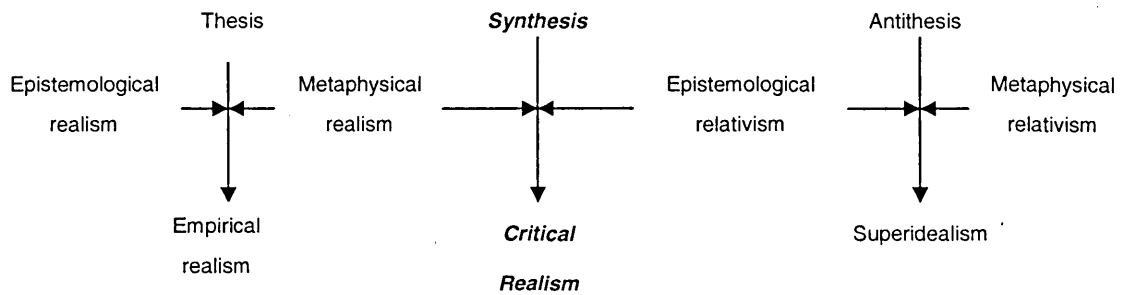 Thesis
Synthesis
Antithesis
Epistemological
realism
Metaphysical
realism
Epistemological
relativism
Metaphysical
relativism
Empirical
realism
Critical
Realism
Superidealism